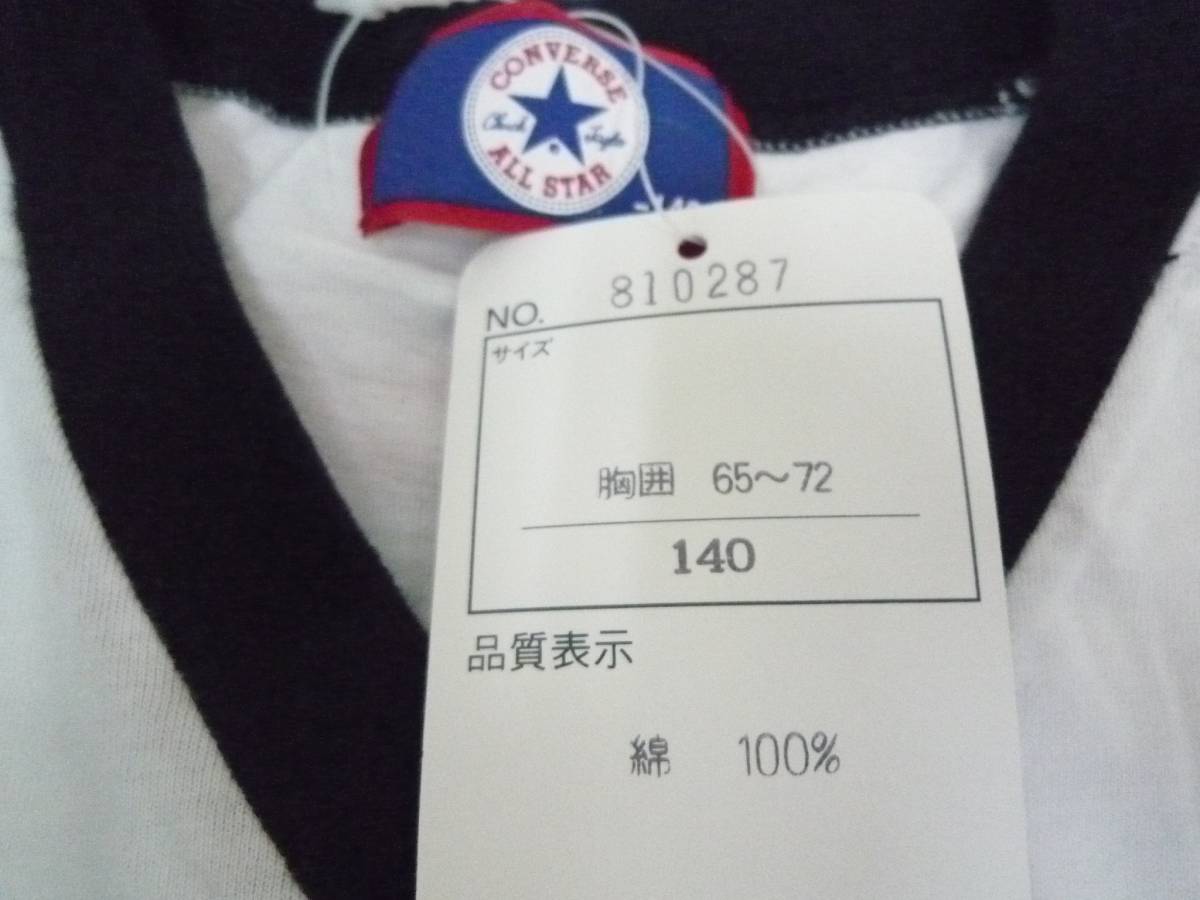 CONVERSE
Chuck Taylor
ALL STAR
140
NO. 810287
サイズ
胸囲 65～72
140
品質表示
綿 100%